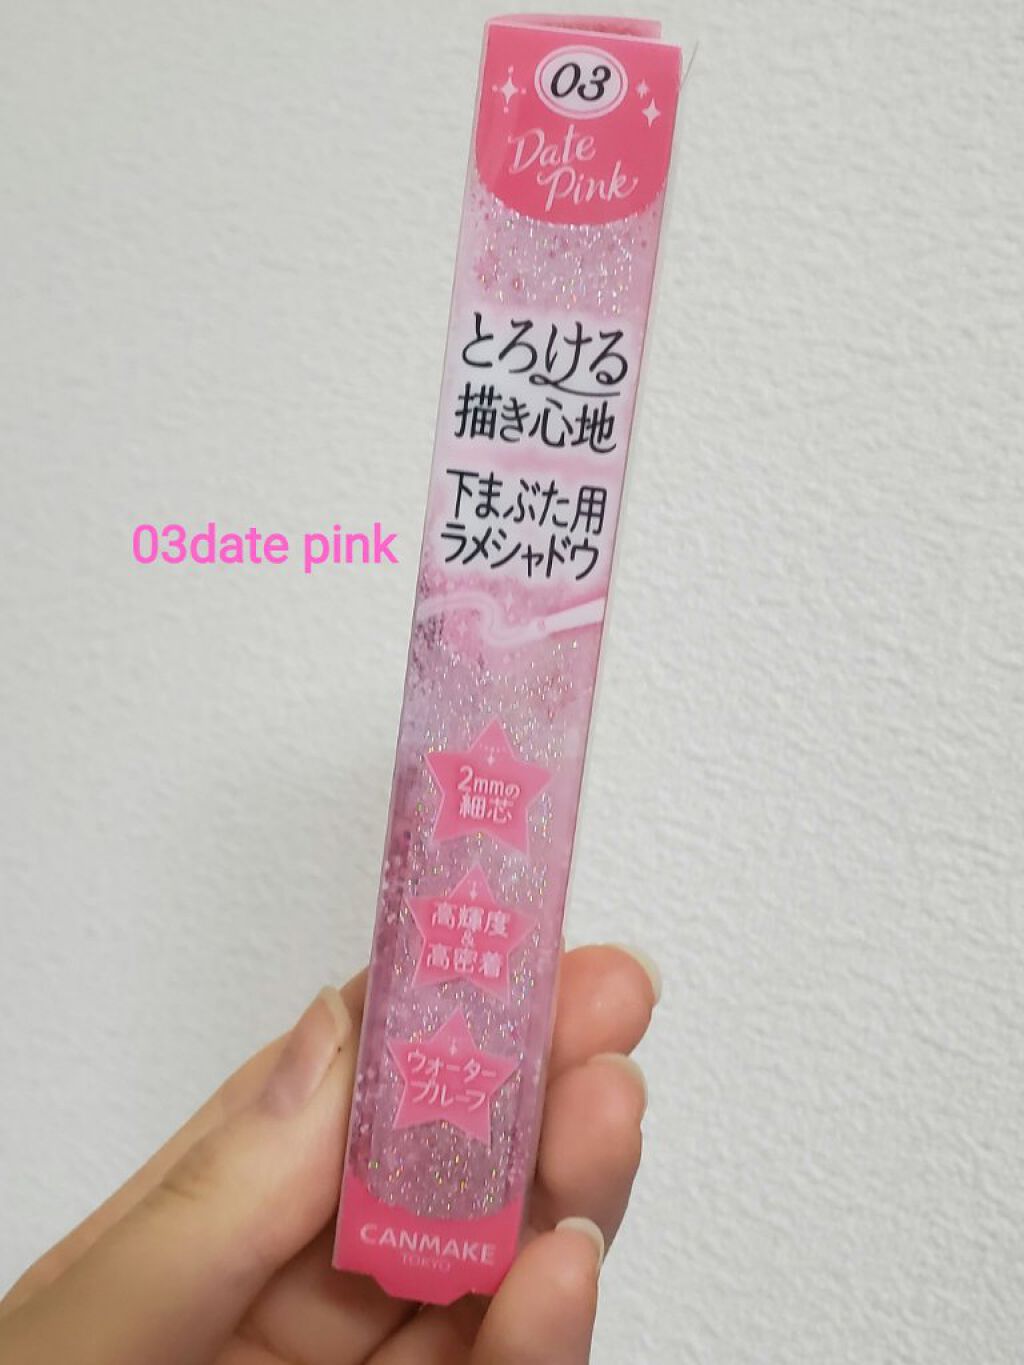 03
Date
Pink
とろける
描き心地
下まぶた用
ラメシャドウ
03date pink
2mmの
細芯
高輝度
&
高密着
ウォーター
プルーフ
CANMAKE
TOKYO